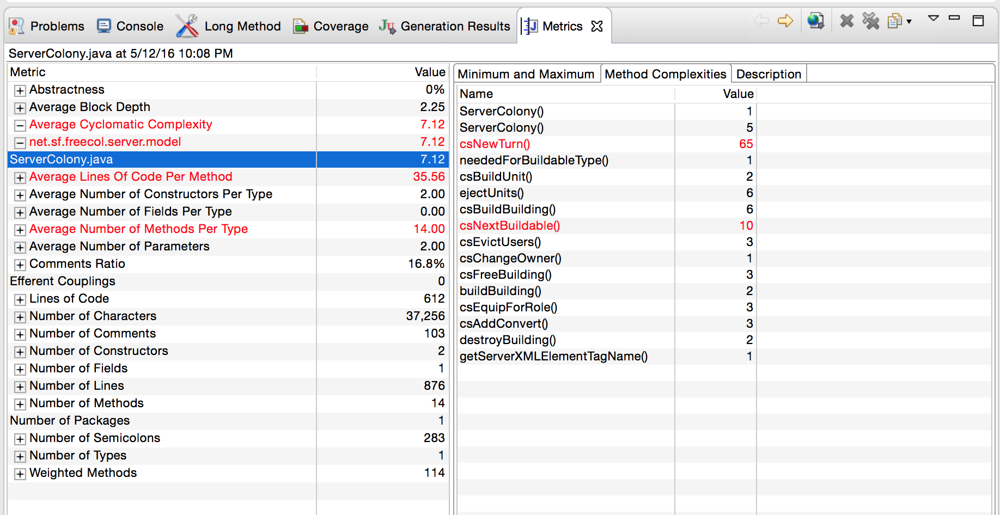 Problems Console Long Method Coverage Generation Results Metrics
ServerColony.java at 5/12/16 10:08 PM
Metric Value
Abstractness 0%
Average Block Depth 2.25
Average Cyclomatic Complexity 7.12
net.sf.freecol.server.model 7.12
ServerColony.java 7.12
Average Lines Of Code Per Method 35.56
Average Number of Constructors Per Type 2.00
Average Number of Fields Per Type 0.00
Average Number of Methods Per Type 14.00
Average Number of Parameters 2.00
Comments Ratio 16.8%
Efferent Couplings 0
Lines of Code 612
Number of Characters 37,256
Number of Comments 103
Number of Constructors 2
Number of Fields 1
Number of Lines 876
Number of Methods 14
Number of Packages 1
Number of Semicolons 283
Number of Types 1
Weighted Methods 114
Minimum and Maximum Method Complexities Description
Name Value
ServerColony() 1
ServerColony() 5
csNewTurn() 65
neededForBuildableType() 1
csBuildUnit() 2
ejectUnits() 6
csBuildBuilding() 6
csNextBuildable() 10
csEvictUsers() 3
csChangeOwner() 1
csFreeBuilding() 3
buildBuilding() 2
csEquipForRole() 3
csAddConvert() 3
destroyBuilding() 2
getServerXMLElementTagName() 1